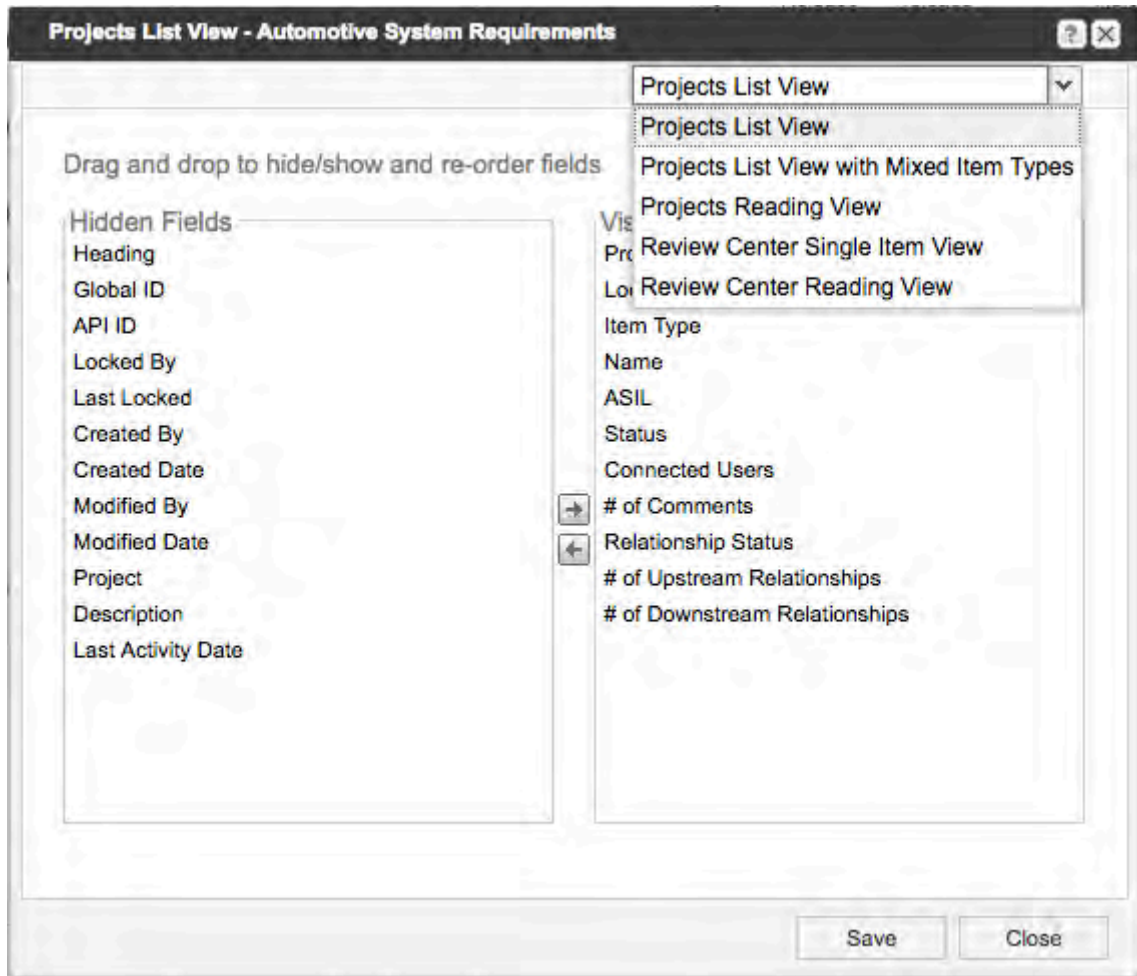 Projects List View - Automotive System Requirements
?
Projects List View
Projects List View
Projects List View with Mixed Item Types
Projects Reading View
Review Center Single Item View
Review Center Reading View
Drag and drop to hide/show and re-order fields
Hidden Fields
Heading
Global ID
API ID
Locked By
Last Locked
Created By
Created Date
Modified By
Modified Date
Project
Description
Last Activity Date
Item Type
Name
ASIL
Status
Connected Users
# of Comments
Relationship Status
# of Upstream Relationships
# of Downstream Relationships
Save
Close